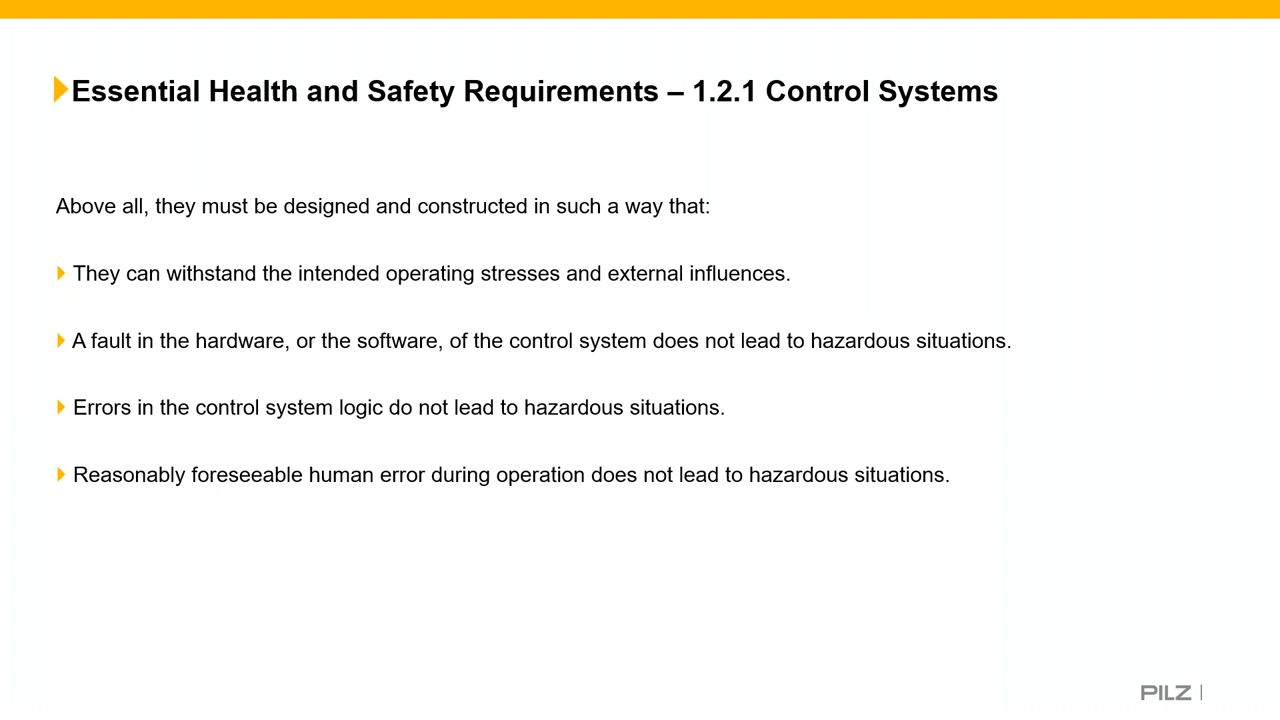 Essential Health and Safety Requirements – 1.2.1 Control Systems
Above all, they must be designed and constructed in such a way that:
They can withstand the intended operating stresses and external influences.
A fault in the hardware, or the software, of the control system does not lead to hazardous situations.
Errors in the control system logic do not lead to hazardous situations.
Reasonably foreseeable human error during operation does not lead to hazardous situations.
PILZ |